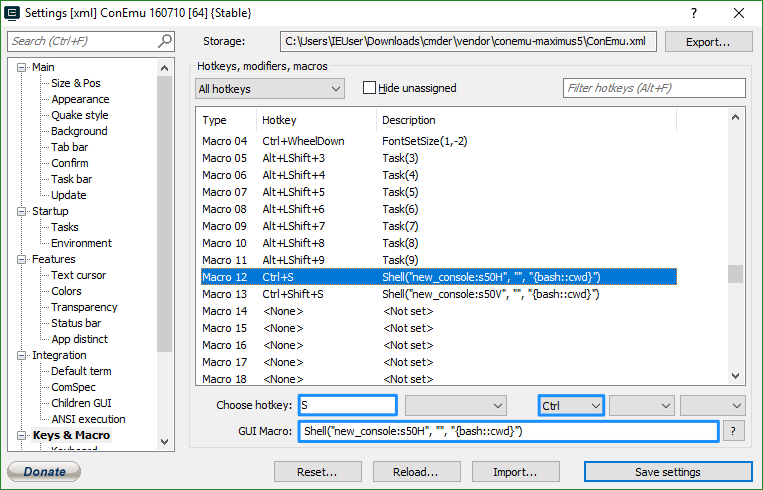 Settings [xml] ConEmu 160710 [64] {Stable}
Search (Ctrl+F)
Storage: C:\Users\IEUser\Downloads\cmder\vendor\conemu-maximus5\ConEmu.xml Export...
Main
Size & Pos
Appearance
Quake style
Background
Tab bar
Confirm
Task bar
Update
Startup
Tasks
Environment
Features
Text cursor
Colors
Transparency
Status bar
App distinct
Integration
Default term
ComSpec
Children GUI
ANSI execution
Keys & Macro
Keyboard
Hotkeys, modifiers, macros
All hotkeys Hide unassigned Filter hotkeys (Alt+F)
Type Hotkey Description
Macro 04 Ctrl+WheelDown FontSetSize(1,-2)
Macro 05 Alt+LShift+3 Task(3)
Macro 06 Alt+LShift+4 Task(4)
Macro 07 Alt+LShift+5 Task(5)
Macro 08 Alt+LShift+6 Task(6)
Macro 09 Alt+LShift+7 Task(7)
Macro 10 Alt+LShift+8 Task(8)
Macro 11 Alt+LShift+9 Task(9)
Macro 12 Ctrl+S Shell("new_console:s50H", "", "{bash::cwd}")
Macro 13 Ctrl+Shift+S Shell("new_console:s50V", "", "{bash::cwd}")
Macro 14 <None> <Not set>
Macro 15 <None> <Not set>
Macro 16 <None> <Not set>
Macro 17 <None> <Not set>
Macro 18 <None> <Not set>
Choose hotkey: S Ctrl
GUI Macro: Shell("new_console:s50H", "", "{bash::cwd}") ?
Donate Reset... Reload... Import... Save settings